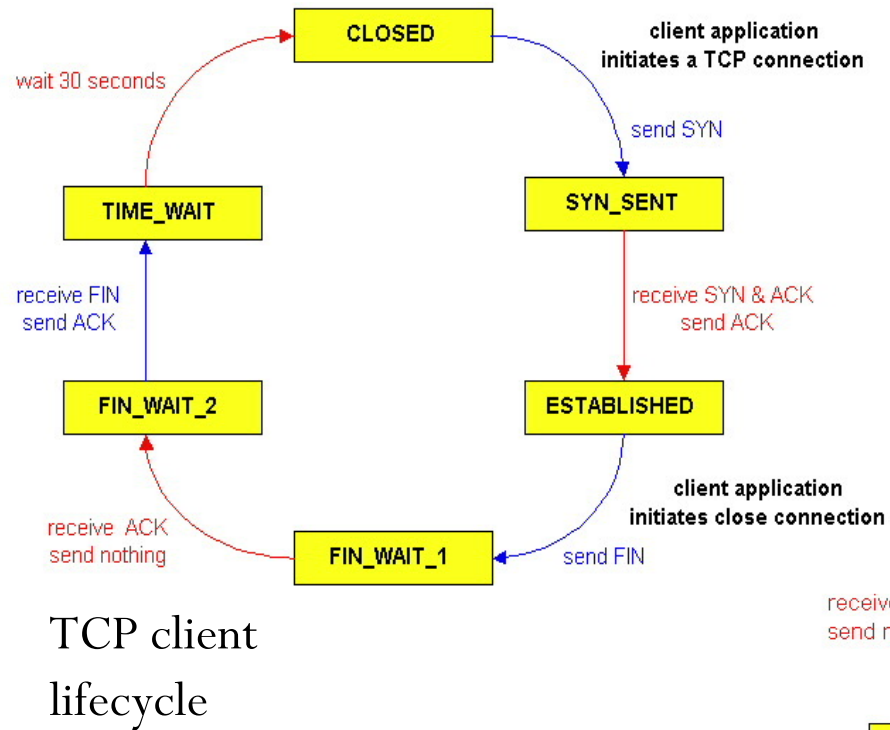 CLOSED
client application
initiates a TCP connection
wait 30 seconds
send SYN
TIME_WAIT
SYN_SENT
receive FIN
send ACK
receive SYN & ACK
send ACK
FIN_WAIT_2
ESTABLISHED
client application
initiates close connection
receive ACK
send nothing
FIN_WAIT_1
send FIN
TCP client
lifecycle
send